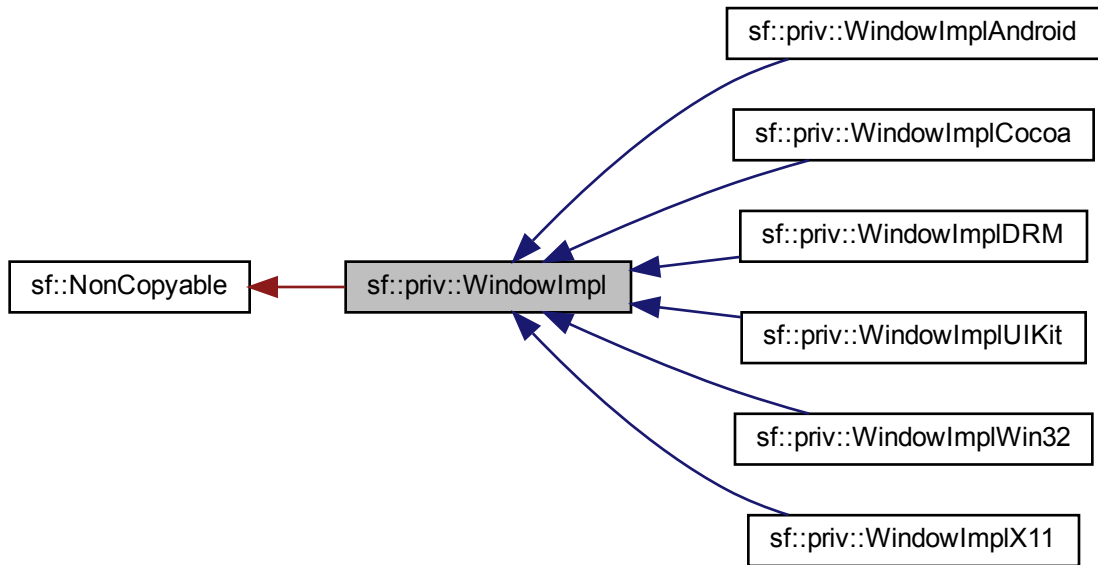 sf::NonCopyable
sf::priv::WindowImpl
sf::priv::WindowImplAndroid
sf::priv::WindowImplCocoa
sf::priv::WindowImplDRM
sf::priv::WindowImplUIKit
sf::priv::WindowImplWin32
sf::priv::WindowImplX11